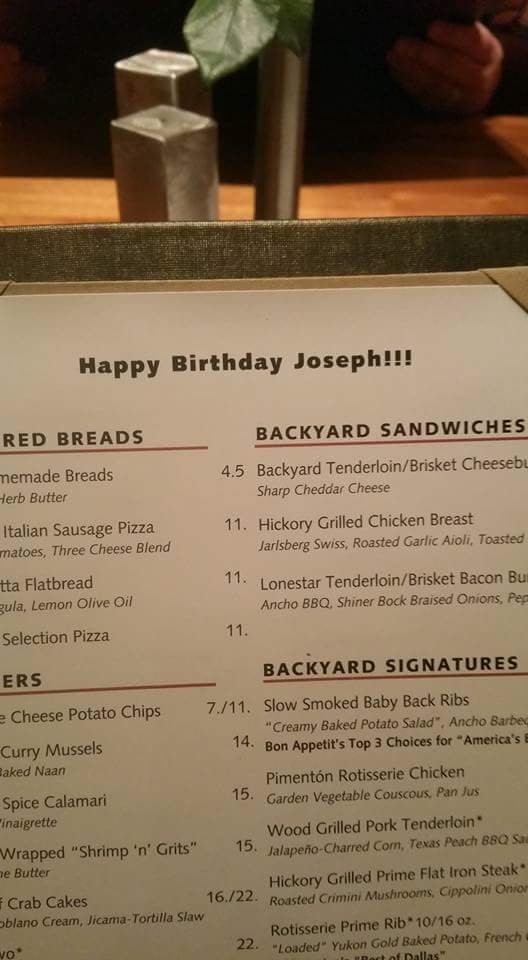 Happy Birthday Joseph!!!
RED BREADS
memade Breads 4.5
Herb Butter
Italian Sausage Pizza 11.
matoes, Three Cheese Blend
tta Flatbread 11.
gula, Lemon Olive Oil
Selection Pizza 11.
ERS
e Cheese Potato Chips 7./11.
Curry Mussels 14.
Baked Naan
Spice Calamari 15.
Vinaigrette
Wrapped "Shrimp 'n' Grits" 15.
ne Butter
f Crab Cakes 16./22.
oblano Cream, Jicama-Tortilla Slaw
wo* 22.
BACKYARD SANDWICHES
Backyard Tenderloin/Brisket Cheesebu
Sharp Cheddar Cheese
Hickory Grilled Chicken Breast
Jarlsberg Swiss, Roasted Garlic Aioli, Toasted
Lonestar Tenderloin/Brisket Bacon Bu
Ancho BBQ, Shiner Bock Braised Onions, Pep
BACKYARD SIGNATURES
Slow Smoked Baby Back Ribs
"Creamy Baked Potato Salad", Ancho Barbec
Bon Appetit's Top 3 Choices for "America's B
Pimentón Rotisserie Chicken
Garden Vegetable Couscous, Pan Jus
Wood Grilled Pork Tenderloin*
Jalapeño-Charred Corn, Texas Peach BBQ Sau
Hickory Grilled Prime Flat Iron Steak*
Roasted Crimini Mushrooms, Cippolini Onion
Rotisserie Prime Rib* 10/16 oz.
"Loaded" Yukon Gold Baked Potato, French
"Best of Dallas"